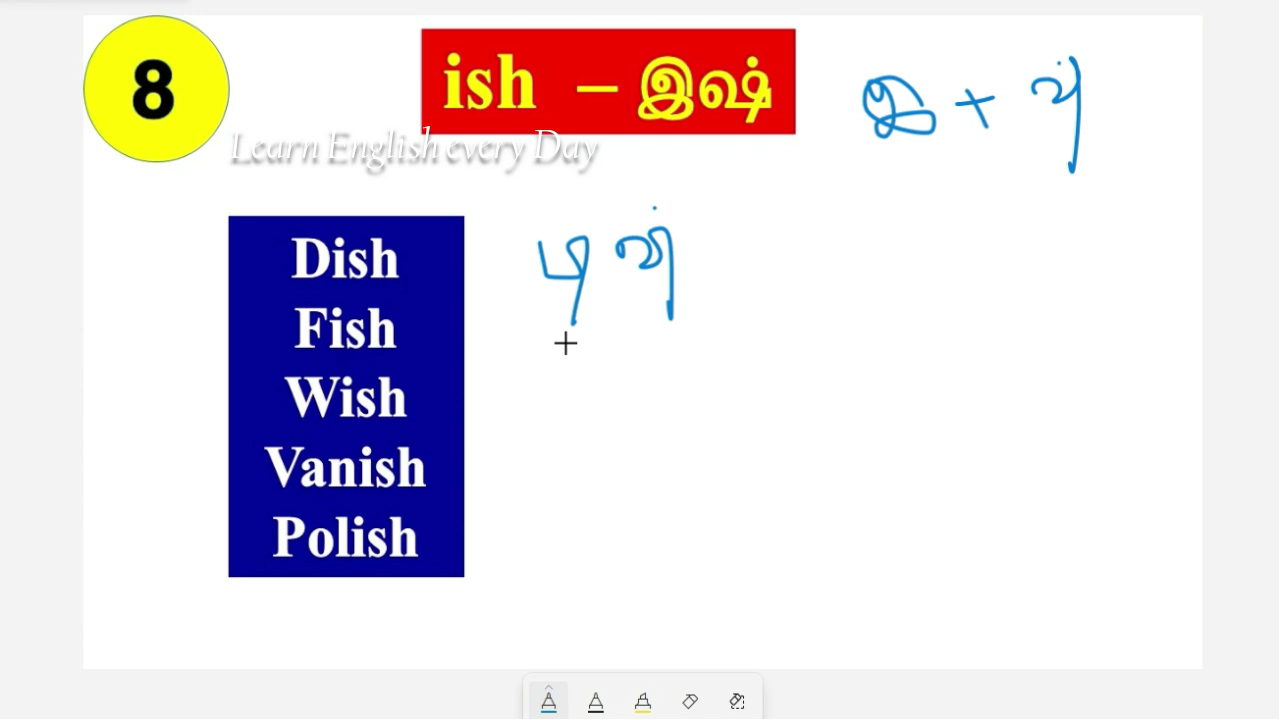 8
ish – இஷ் இ + ஷ்
Learn English every Day
Dish டிஷ்
Fish
Wish
Vanish
Polish